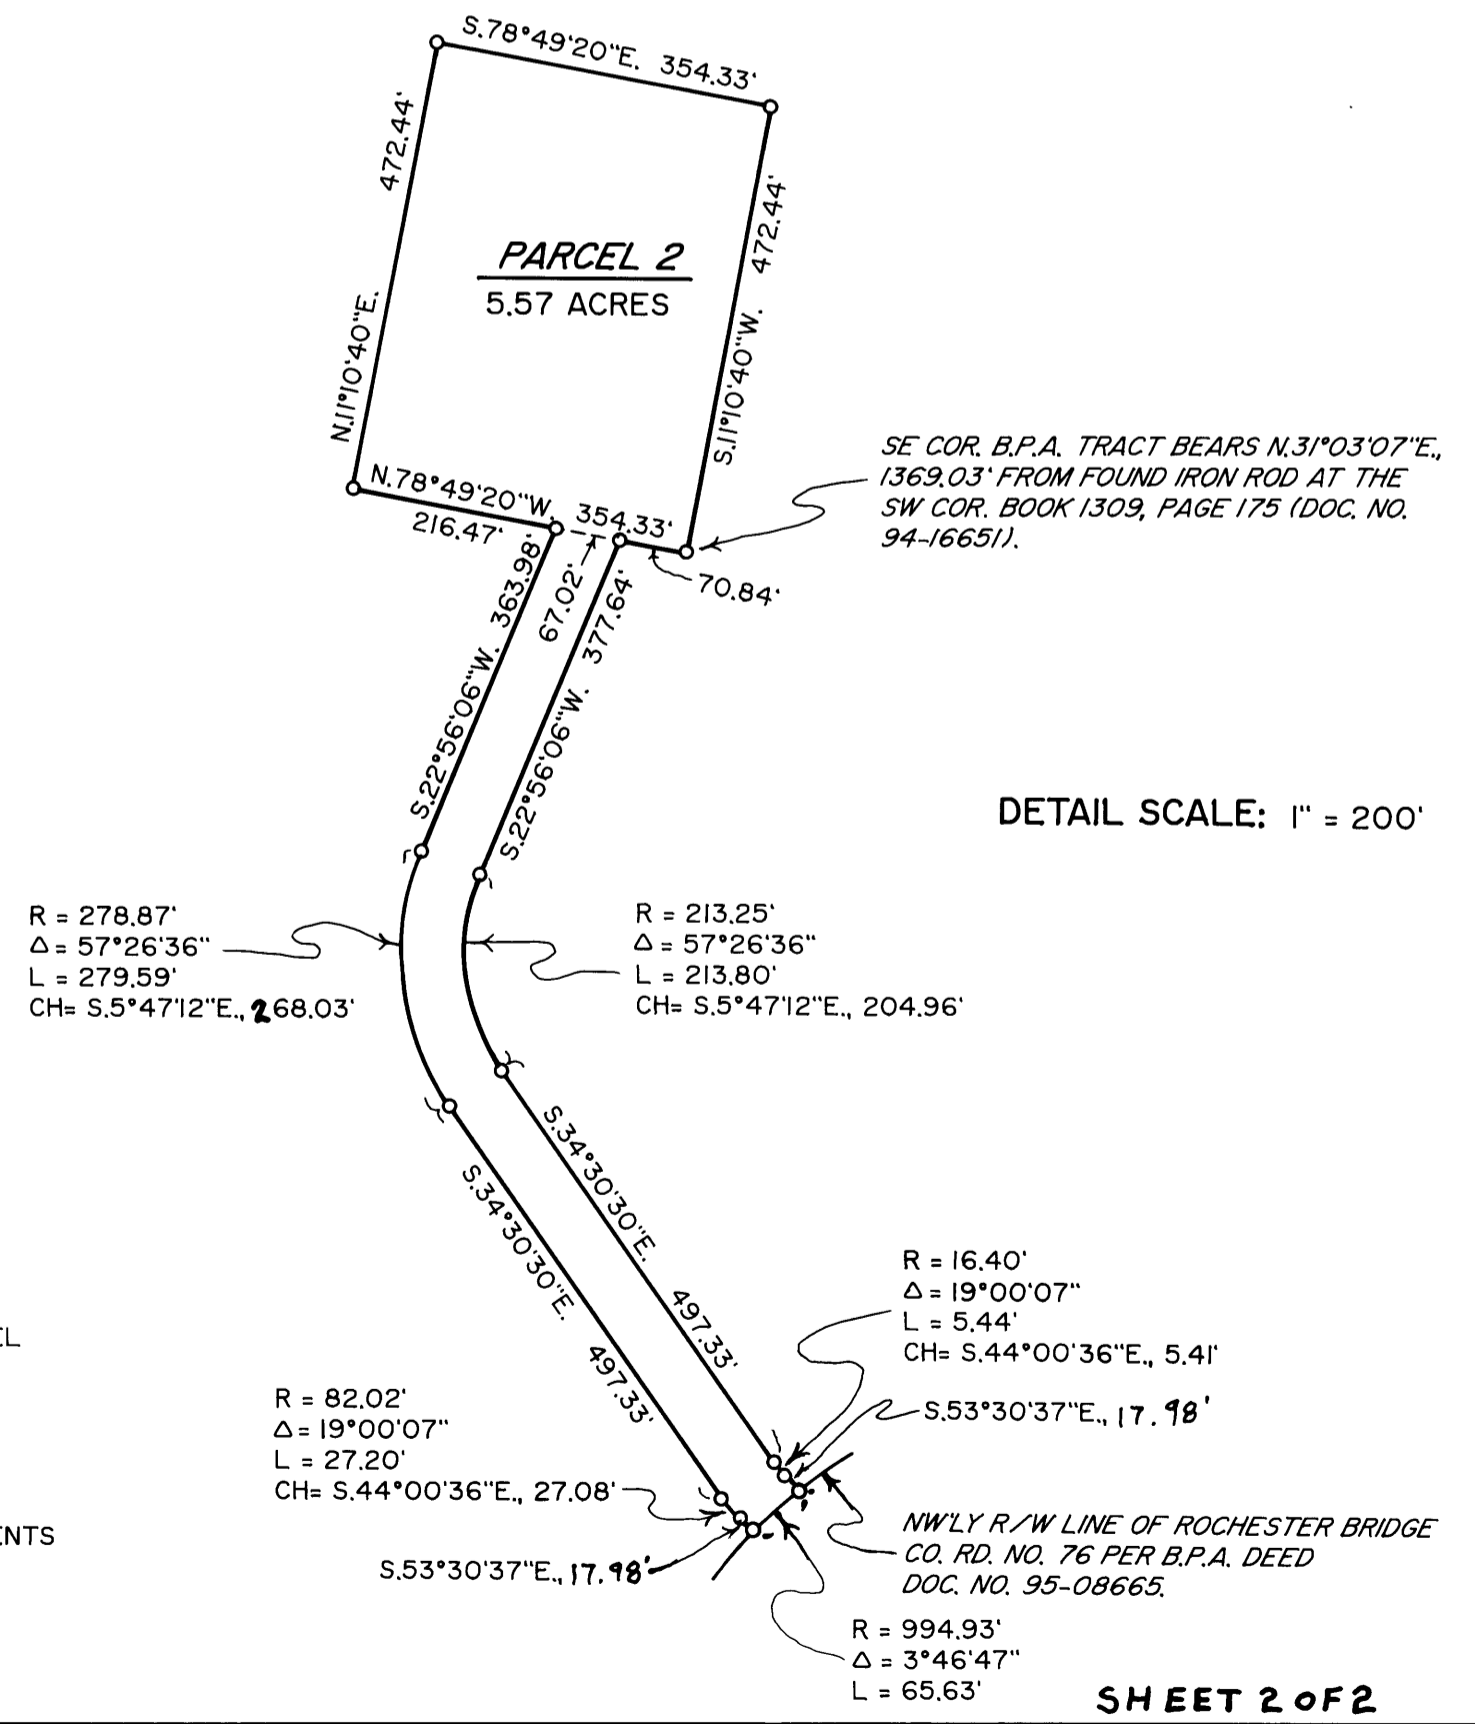 S.78°49'20"E. 354.33'
472.44'
N.11°10'40"E.
PARCEL 2
5.57 ACRES
472.44'
S.11°10'40"W.
N.78°49'20"W. 354.33'
216.47'
67.02'
70.84'
SE COR. B.P.A. TRACT BEARS N.31°03'07"E.,
1369.03' FROM FOUND IRON ROD AT THE
SW COR. BOOK 1309, PAGE 175 (DOC. NO.
94-16651).
S.22°56'06"W. 363.98'
S.22°56'06"W. 377.64'
DETAIL SCALE: 1" = 200'
R = 278.87'
Δ = 57°26'36"
L = 279.59'
CH= S.5°47'12"E., 268.03'
R = 213.25'
Δ = 57°26'36"
L = 213.80'
CH= S.5°47'12"E., 204.96'
S.34°30'30"E. 497.33'
S.34°30'30"E. 497.33'
EL
R = 16.40'
Δ = 19°00'07"
L = 5.44'
CH= S.44°00'36"E., 5.41'
S.53°30'37"E., 17.98'
R = 82.02'
Δ = 19°00'07"
L = 27.20'
CH= S.44°00'36"E., 27.08'
ENTS
S.53°30'37"E., 17.98'
NW'LY R/W LINE OF ROCHESTER BRIDGE
CO. RD. NO. 76 PER B.P.A. DEED
DOC. NO. 95-08665.
R = 994.93'
Δ = 3°46'47"
L = 65.63'
SHEET 2 OF 2